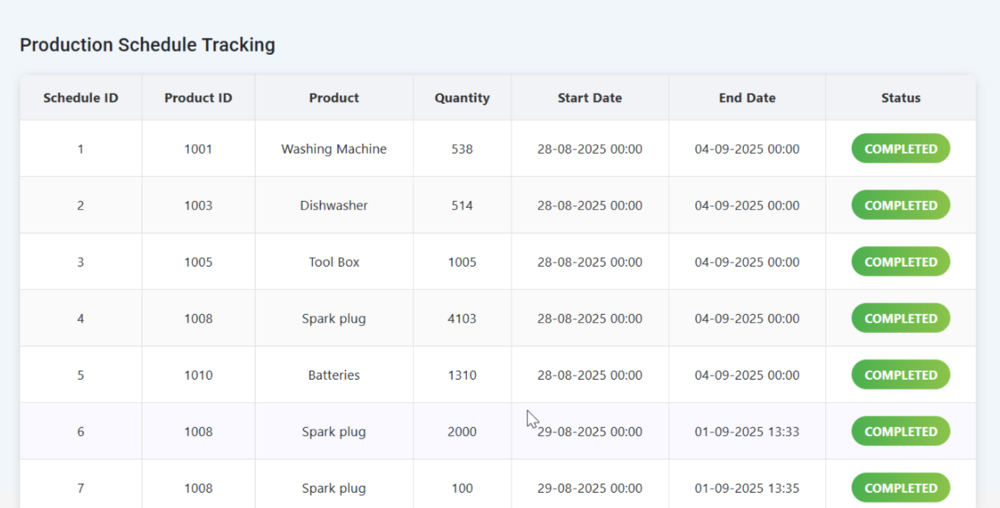 Production Schedule Tracking
Schedule ID Product ID Product Quantity Start Date End Date Status
1 1001 Washing Machine 538 28-08-2025 00:00 04-09-2025 00:00 COMPLETED
2 1003 Dishwasher 514 28-08-2025 00:00 04-09-2025 00:00 COMPLETED
3 1005 Tool Box 1005 28-08-2025 00:00 04-09-2025 00:00 COMPLETED
4 1008 Spark plug 4103 28-08-2025 00:00 04-09-2025 00:00 COMPLETED
5 1010 Batteries 1310 28-08-2025 00:00 04-09-2025 00:00 COMPLETED
6 1008 Spark plug 2000 29-08-2025 00:00 01-09-2025 13:33 COMPLETED
7 1008 Spark plug 100 29-08-2025 00:00 01-09-2025 13:35 COMPLETED